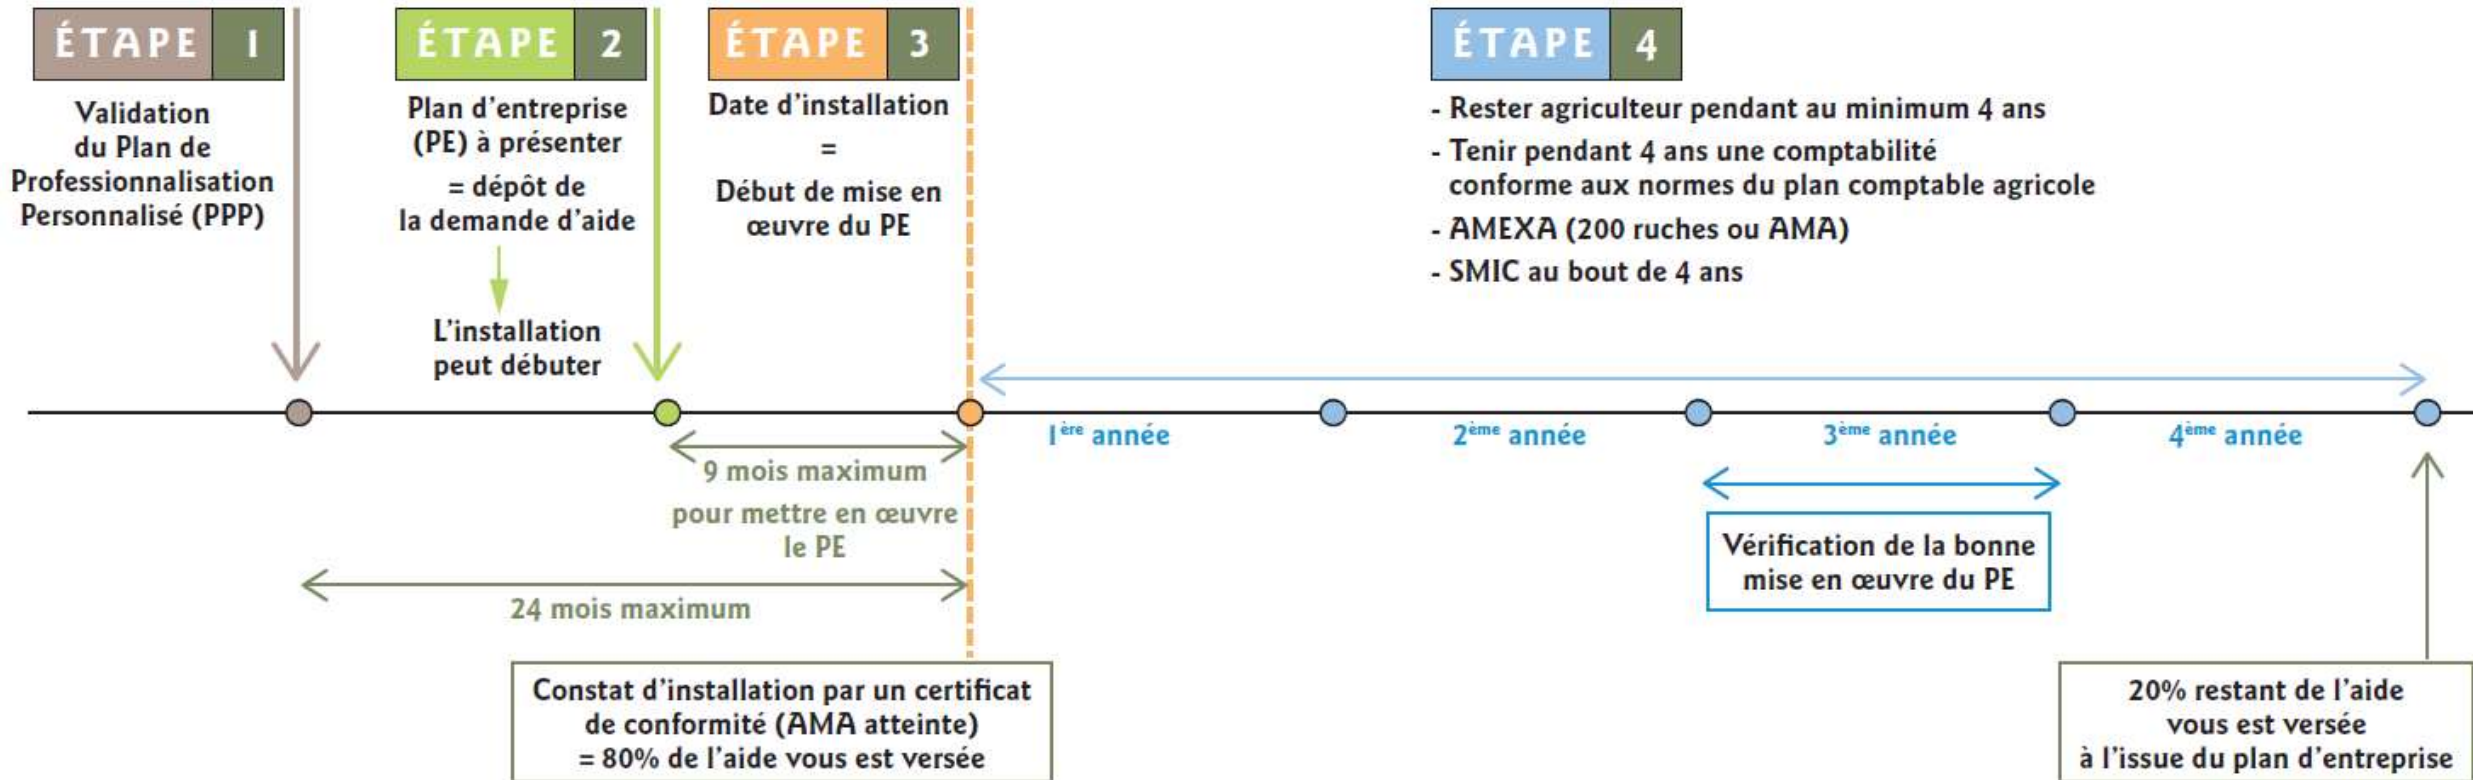 ÉTAPE 1
Validation
du Plan de
Professionnalisation
Personnalisé (PPP)
ÉTAPE 2
Plan d'entreprise
(PE) à présenter
= dépôt de
la demande d'aide
L'installation
peut débuter
ÉTAPE 3
Date d'installation
=
Début de mise en
œuvre du PE
ÉTAPE 4
- Rester agriculteur pendant au minimum 4 ans
- Tenir pendant 4 ans une comptabilité
conforme aux normes du plan comptable agricole
- AMEXA (200 ruches ou AMA)
- SMIC au bout de 4 ans
1ère année
2ème année
3ème année
4ème année
9 mois maximum
pour mettre en œuvre
le PE
24 mois maximum
Vérification de la bonne
mise en œuvre du PE
Constat d'installation par un certificat
de conformité (AMA atteinte)
= 80% de l'aide vous est versée
20% restant de l'aide
vous est versée
à l'issue du plan d'entreprise